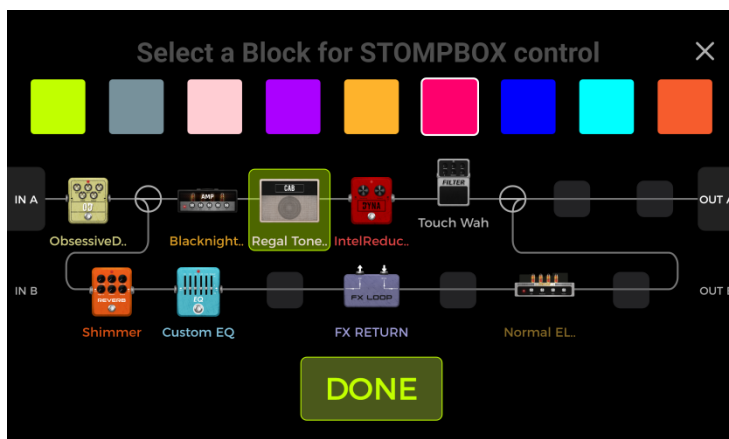 Select a Block for STOMPBOX control
IN A
OD
AMP
CAB
DYNA
FILTER
OUT A
ObsessiveD..
Blacknight..
Regal Tone..
IntelReduc..
Touch Wah
IN B
REVERB
EQ
FX LOOP
OUT
Shimmer
Custom EQ
FX RETURN
Normal EL..
DONE